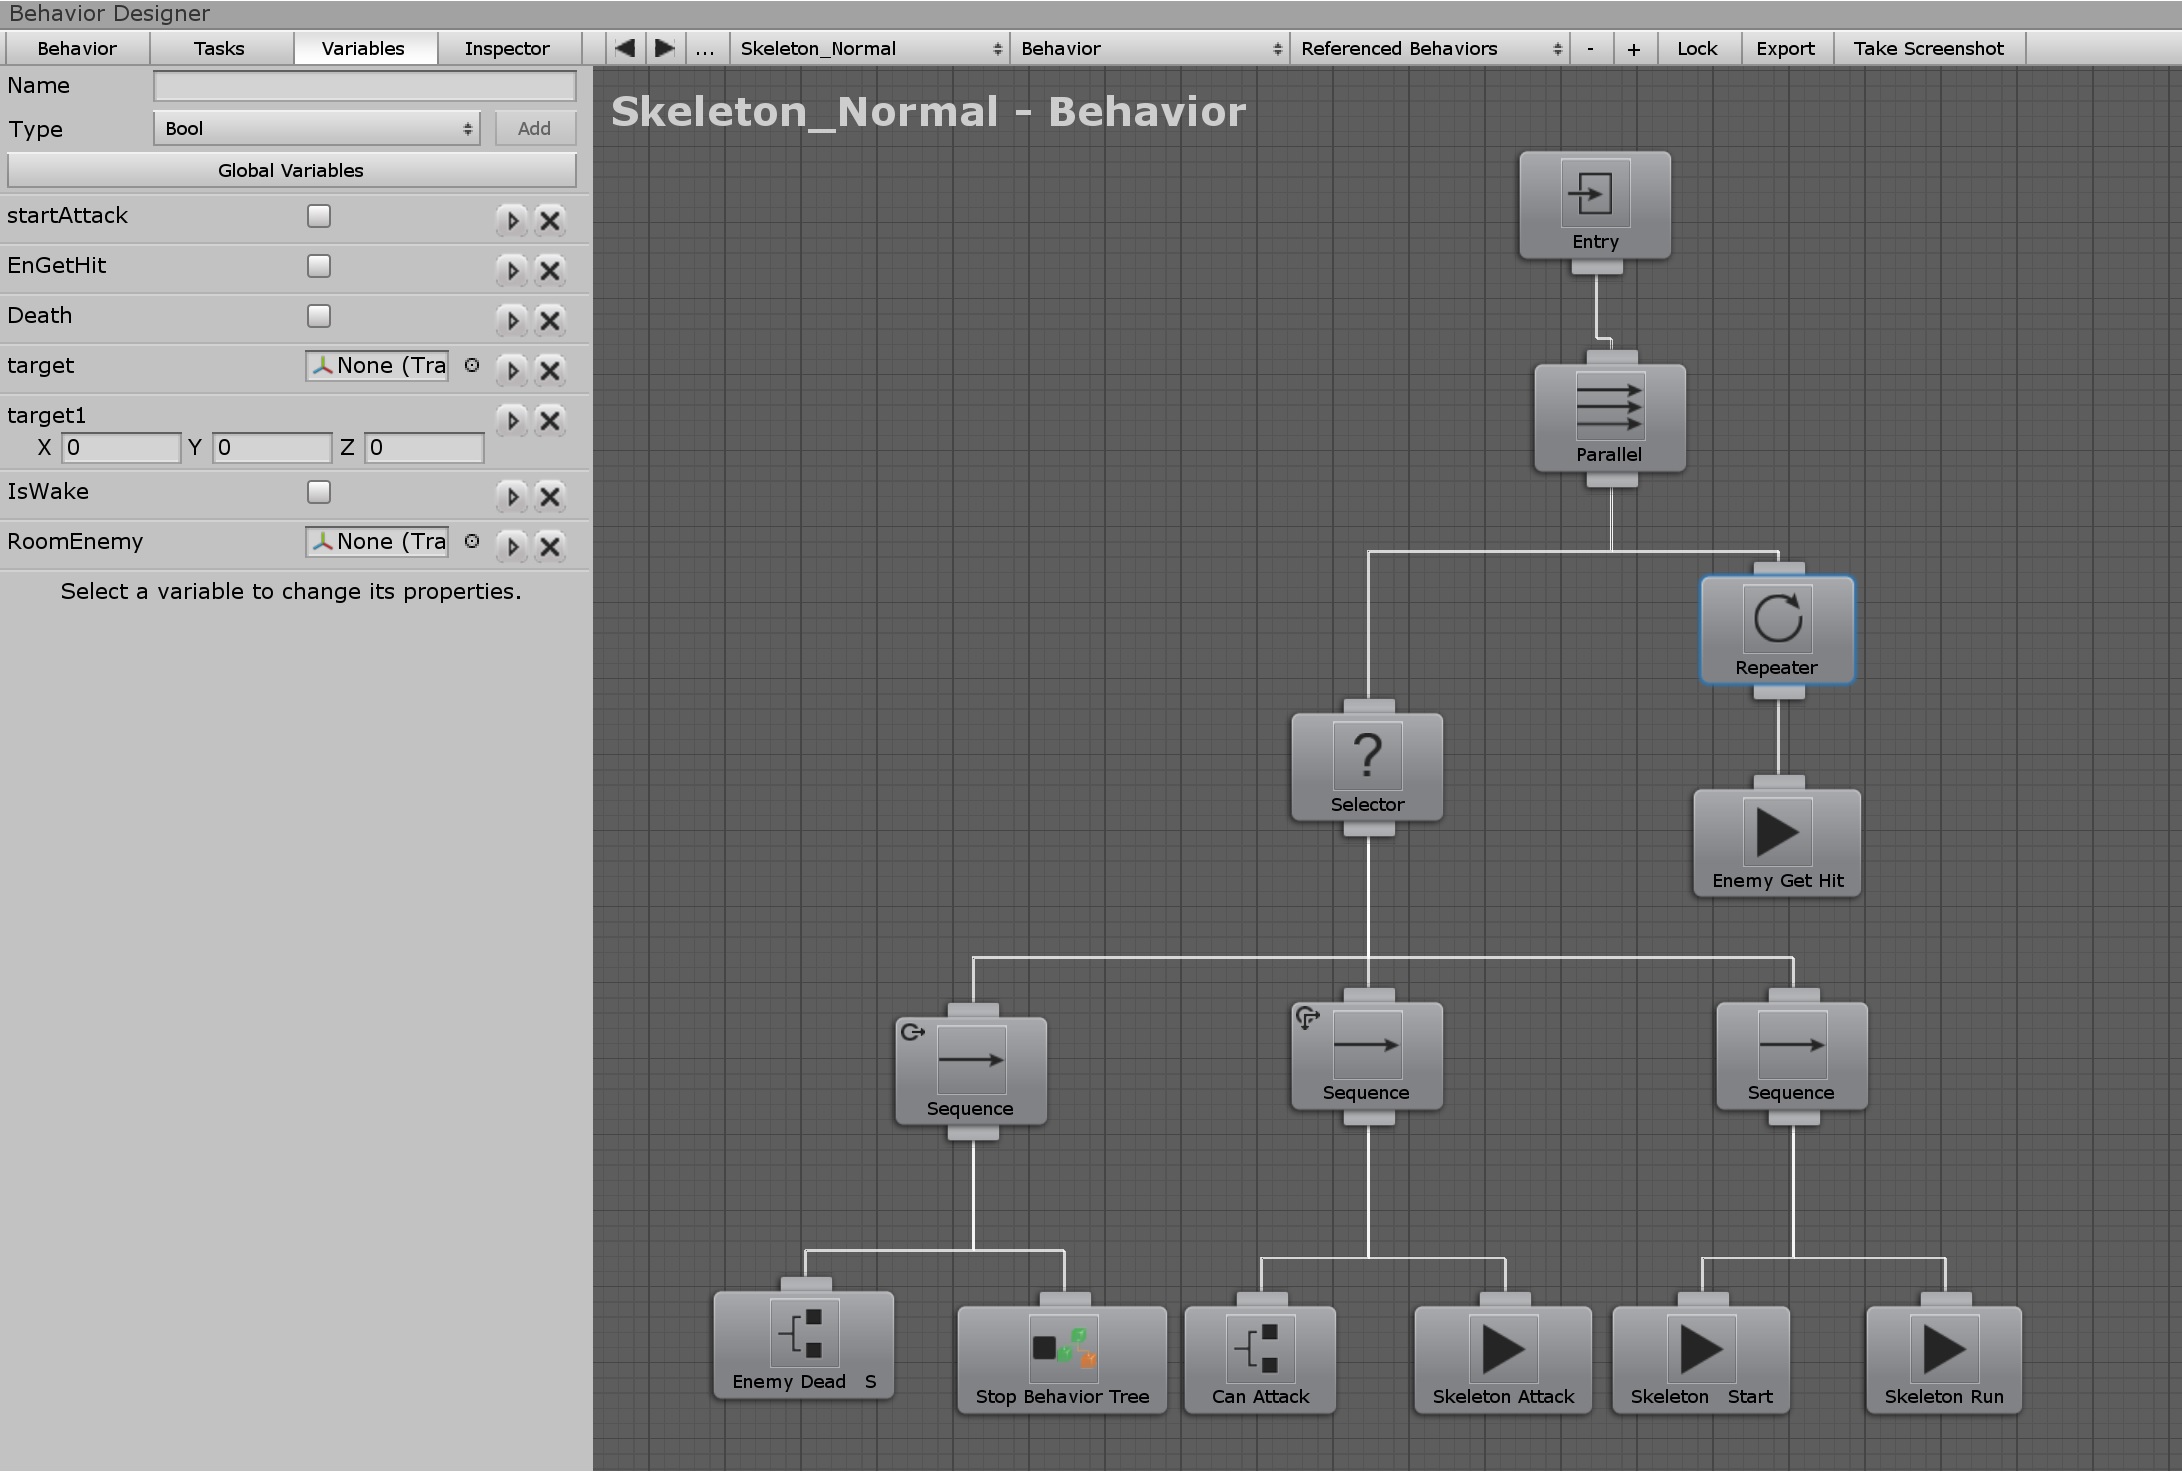 Behavior Designer
Behavior Tasks Variables Inspector ... Skeleton_Normal Behavior Referenced Behaviors - + Lock Export Take Screenshot
Name
Type Bool Add
Global Variables
startAttack
EnGetHit
Death
target None (Tra
target1
X 0 Y 0 Z 0
IsWake
RoomEnemy None (Tra
Select a variable to change its properties.
Skeleton_Normal - Behavior
Entry
Parallel
Repeater
?
Selector
Enemy Get Hit
Sequence
Sequence
Sequence
Enemy Dead S
Stop Behavior Tree
Can Attack
Skeleton Attack
Skeleton Start
Skeleton Run